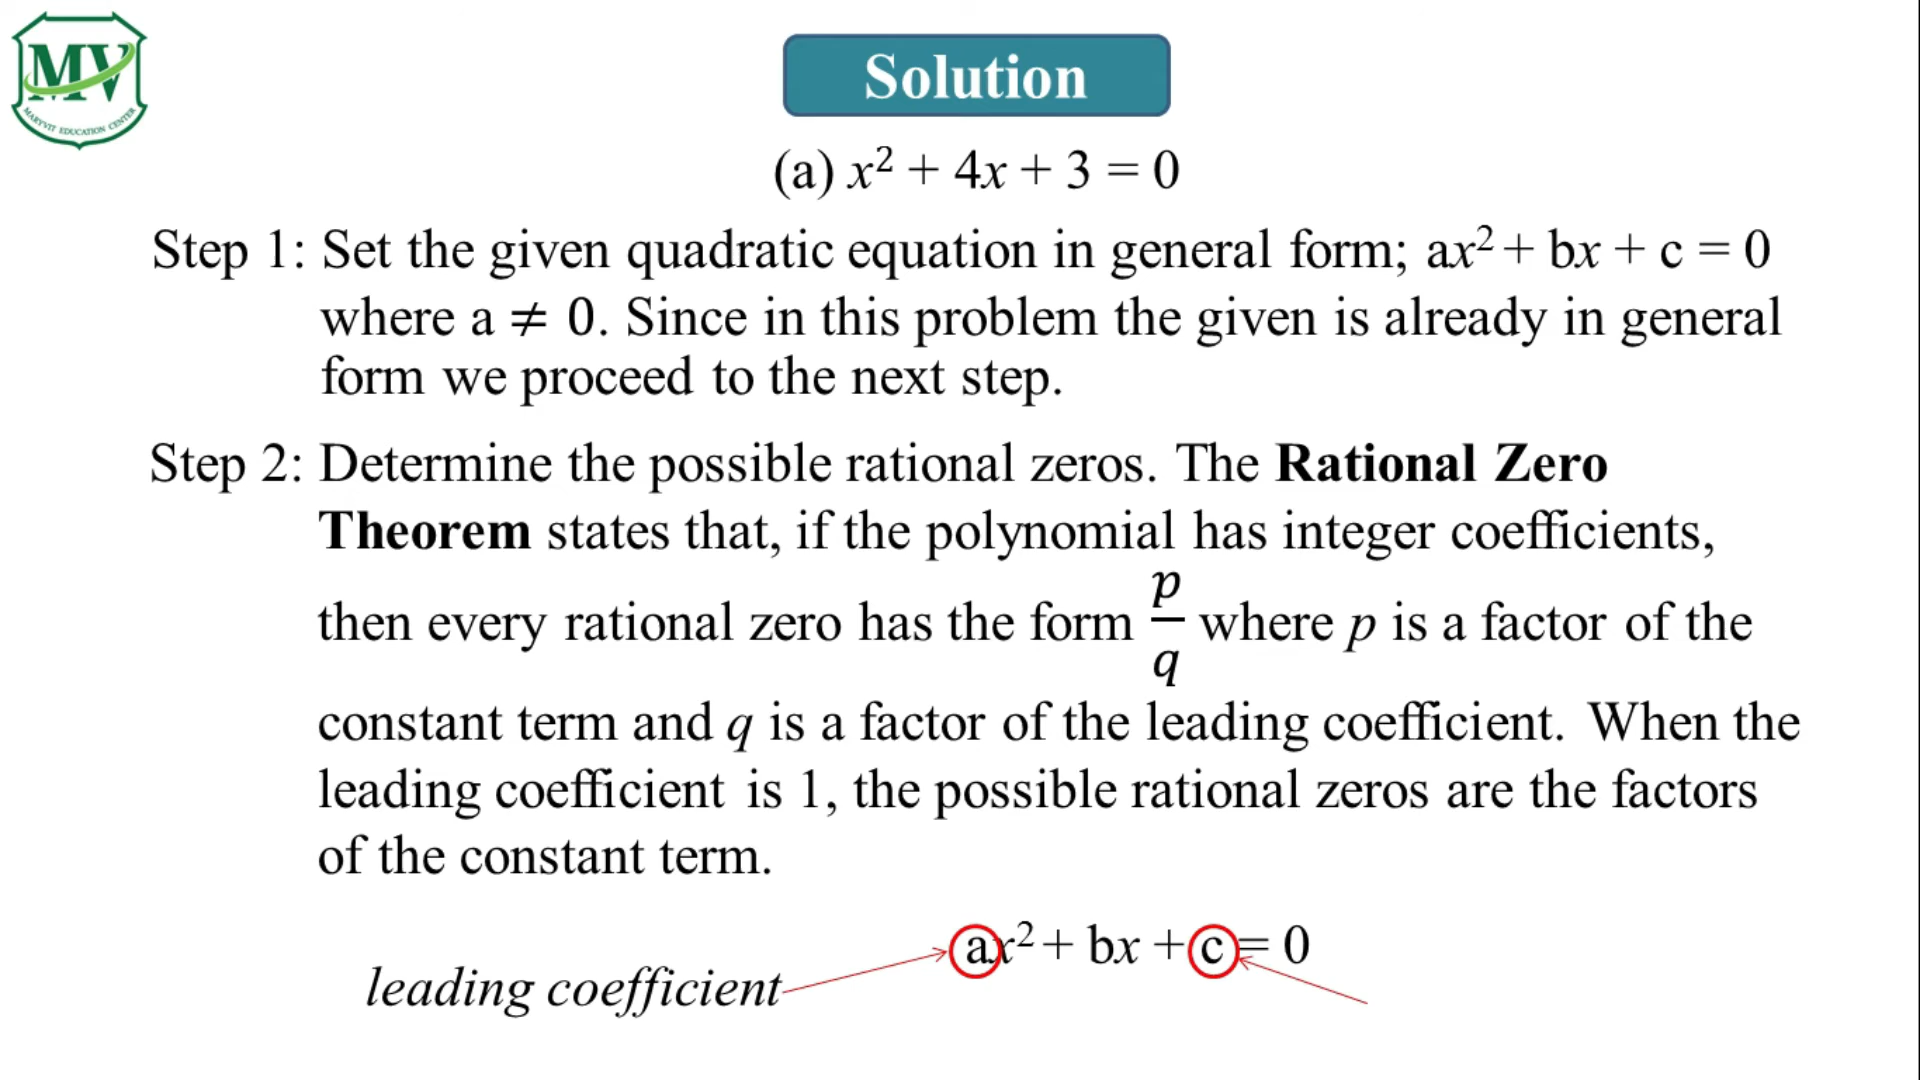 MV
MARYVIT EDUCATION CENTER
Solution
(a) x² + 4x + 3 = 0
Step 1: Set the given quadratic equation in general form; ax² + bx + c = 0
where a ≠ 0. Since in this problem the given is already in general
form we proceed to the next step.
Step 2: Determine the possible rational zeros. The Rational Zero
Theorem states that, if the polynomial has integer coefficients,
then every rational zero has the form p/q where p is a factor of the
constant term and q is a factor of the leading coefficient. When the
leading coefficient is 1, the possible rational zeros are the factors
of the constant term.
ax² + bx + c = 0
leading coefficient